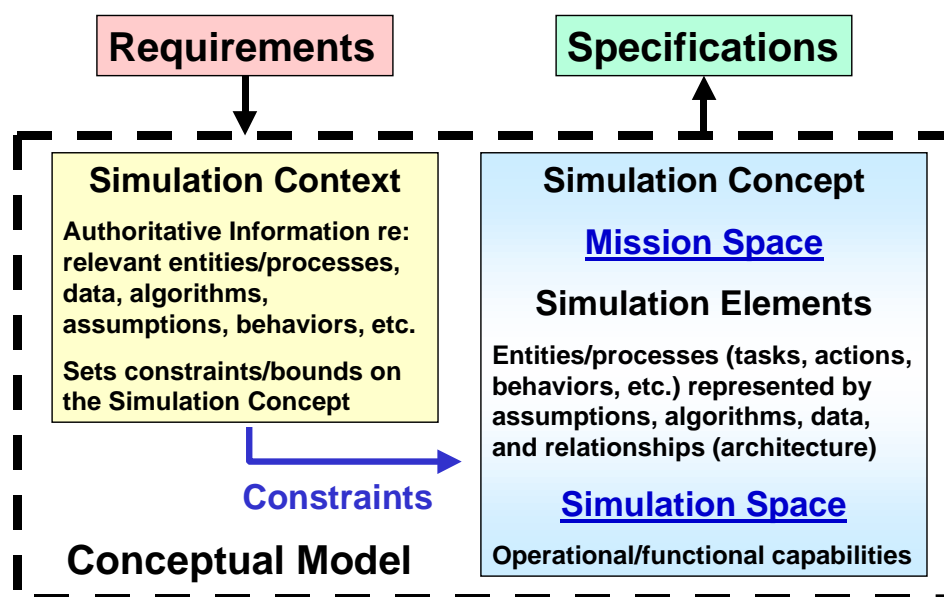 Requirements
Specifications
Simulation Context
Authoritative Information re:
relevant entities/processes,
data, algorithms,
assumptions, behaviors, etc.
Sets constraints/bounds on
the Simulation Concept
Constraints
Conceptual Model
Simulation Concept
Mission Space
Simulation Elements
Entities/processes (tasks, actions,
behaviors, etc.) represented by
assumptions, algorithms, data,
and relationships (architecture)
Simulation Space
Operational/functional capabilities